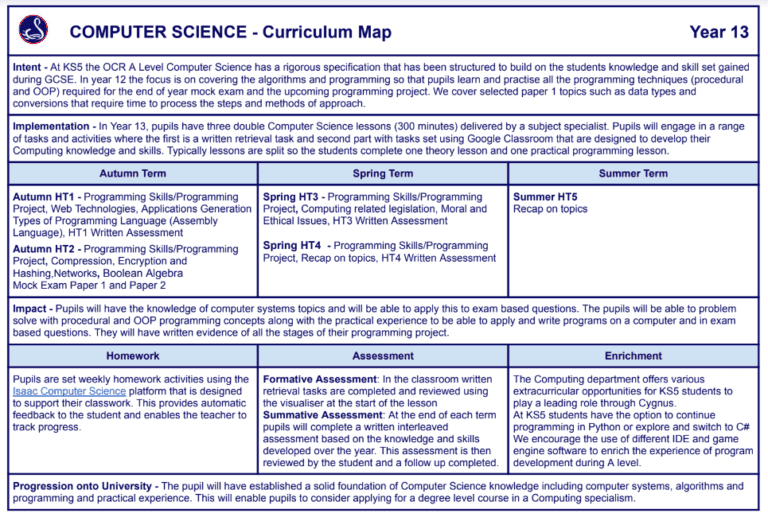 COMPUTER SCIENCE - Curriculum Map
Year 13
Intent - At KS5 the OCR A Level Computer Science has a rigorous specification that has been structured to build on the students knowledge and skill set gained
during GCSE. In year 12 the focus is on covering the algorithms and programming so that pupils learn and practise all the programming techniques (procedural
and OOP) required for the end of year mock exam and the upcoming programming project. We cover selected paper 1 topics such as data types and
conversions that require time to process the steps and methods of approach.
Implementation - In Year 13, pupils have three double Computer Science lessons (300 minutes) delivered by a subject specialist. Pupils will engage in a range
of tasks and activities where the first is a written retrieval task and second part with tasks set using Google Classroom that are designed to develop their
Computing knowledge and skills. Typically lessons are split so the students complete one theory lesson and one practical programming lesson.
Autumn Term
Spring Term
Summer Term
Autumn HT1 - Programming Skills/Programming
Project, Web Technologies, Applications Generation
Types of Programming Language (Assembly
Language), HT1 Written Assessment
Autumn HT2 - Programming Skills/Programming
Project, Compression, Encryption and
Hashing,Networks, Boolean Algebra
Mock Exam Paper 1 and Paper 2
Spring HT3 - Programming Skills/Programming
Project, Computing related legislation, Moral and
Ethical Issues, HT3 Written Assessment
Spring HT4 - Programming Skills/Programming
Project, Recap on topics, HT4 Written Assessment
Summer HT5
Recap on topics
Impact - Pupils will have the knowledge of computer systems topics and will be able to apply this to exam based questions. The pupils will be able to problem
solve with procedural and OOP programming concepts along with the practical experience to be able to apply and write programs on a computer and in exam
based questions. They will have written evidence of all the stages of their programming project.
Homework
Assessment
Enrichment
Pupils are set weekly homework activities using the
Isaac Computer Science platform that is designed
to support their classwork. This provides automatic
feedback to the student and enables the teacher to
track progress.
Formative Assessment: In the classroom written
retrieval tasks are completed and reviewed using
the visualiser at the start of the lesson
Summative Assessment: At the end of each term
pupils will complete a written interleaved
assessment based on the knowledge and skills
developed over the year. This assessment is then
reviewed by the student and a follow up completed.
The Computing department offers various
extracurricular opportunities for KS5 students to
play a leading role through Cygnus.
At KS5 students have the option to continue
programming in Python or explore and switch to C#
We encourage the use of different IDE and game
engine software to enrich the experience of program
development during A level.
Progression onto University - The pupil will have established a solid foundation of Computer Science knowledge including computer systems, algorithms and
programming and practical experience. This will enable pupils to consider applying for a degree level course in a Computing specialism.